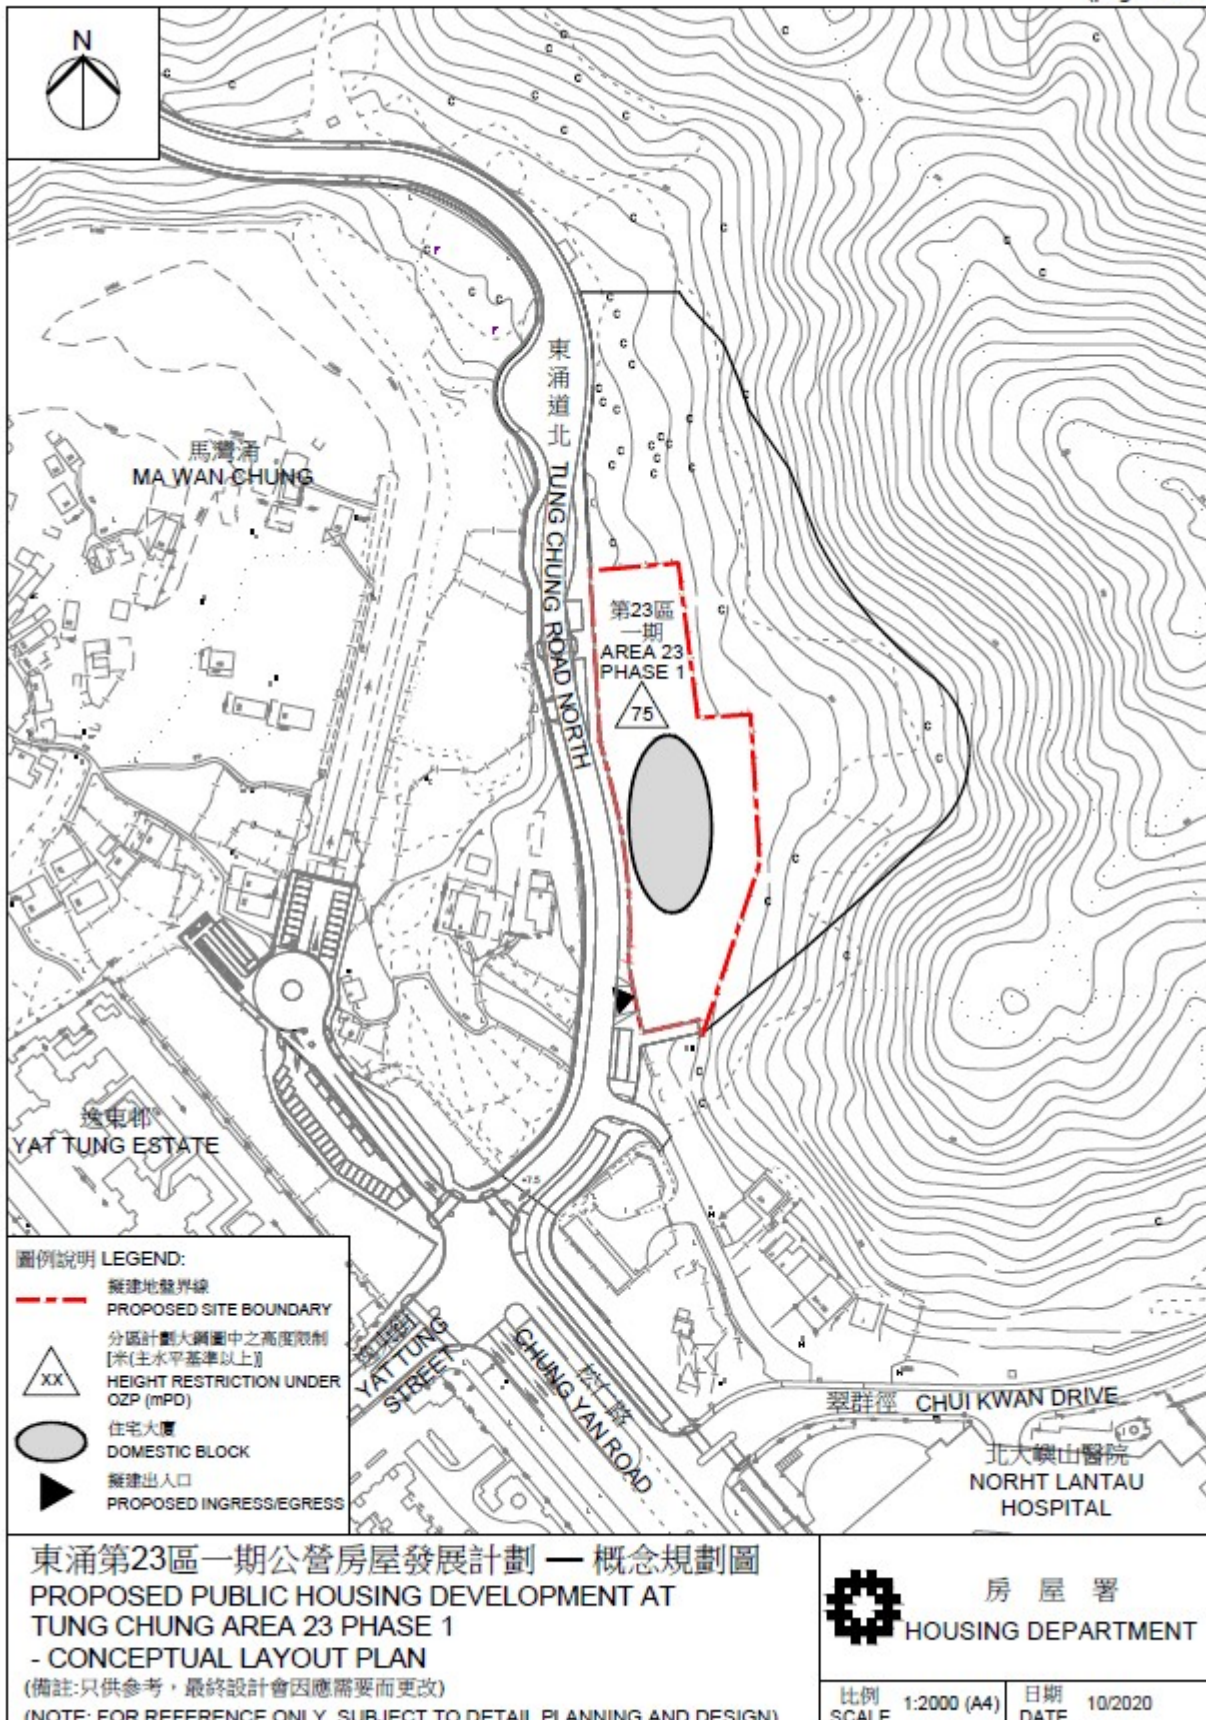 N
東涌道北 TUNG CHUNG ROAD NORTH
馬灣涌
MA WAN CHUNG
第23區
一期
AREA 23
PHASE 1
75
逸東邨
YAT TUNG ESTATE
+7.5
YAT TUNG
STREET
松仁路
CHUNG YAN ROAD
翠群徑 CHUI KWAN DRIVE
北大嶼山醫院
NORHT LANTAU
HOSPITAL
圖例說明 LEGEND:
擬建地盤界線
PROPOSED SITE BOUNDARY
分區計劃大綱圖中之高度限制
[米(主水平基準以上)]
XX
HEIGHT RESTRICTION UNDER
OZP (mPD)
住宅大廈
DOMESTIC BLOCK
擬建出入口
PROPOSED INGRESS/EGRESS
東涌第23區一期公營房屋發展計劃 — 概念規劃圖
PROPOSED PUBLIC HOUSING DEVELOPMENT AT
TUNG CHUNG AREA 23 PHASE 1
- CONCEPTUAL LAYOUT PLAN
(備註:只供參考，最終設計會因應需要而更改)
(NOTE: FOR REFERENCE ONLY, SUBJECT TO DETAIL PLANNING AND DESIGN)
房屋署
HOUSING DEPARTMENT
比例
SCALE 1:2000 (A4)
日期
DATE 10/2020